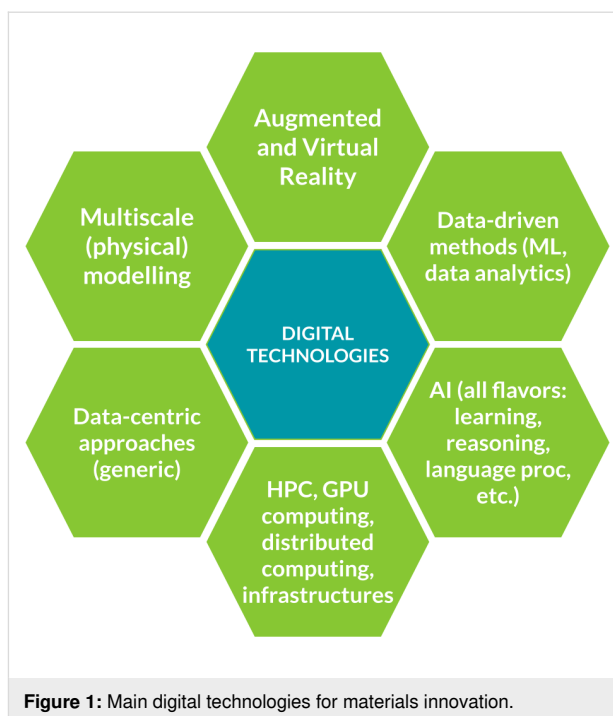 Augmented
and Virtual
Reality
Multiscale
(physical)
modelling
Data-driven
methods (ML,
data analytics)
DIGITAL
TECHNOLOGIES
Data-centric
approaches
(generic)
AI (all flavors:
learning,
reasoning,
language proc,
etc.)
HPC, GPU
computing,
distributed
computing,
infrastructures
Figure 1: Main digital technologies for materials innovation.